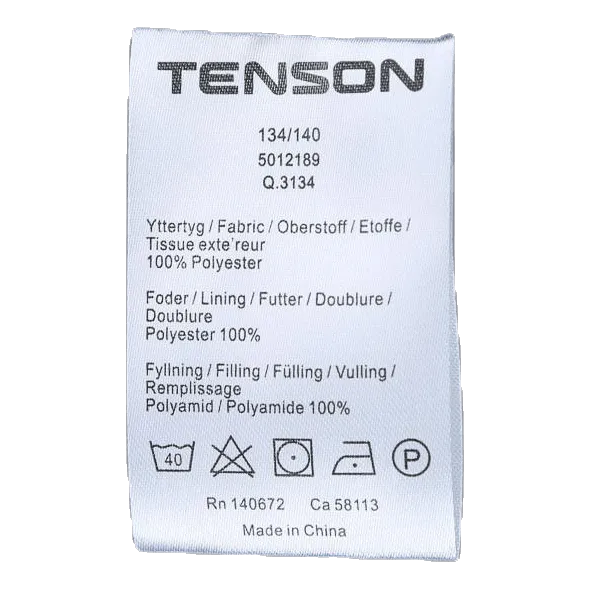 TENSON
134/140
5012189
Q.3134
Yttertyg / Fabric / Oberstoff / Etoffe /
Tissue exte'reur
100% Polyester
Foder / Lining / Futter / Doublure /
Doublure
Polyester 100%
Fyllning / Filling / Fülling / Vulling /
Remplissage
Polyamid / Polyamide 100%
40 P
Rn 140672 Ca 58113
Made in China